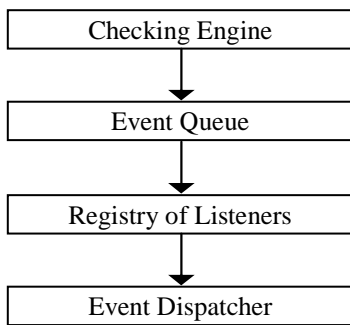 Checking Engine
Event Queue
Registry of Listeners
Event Dispatcher